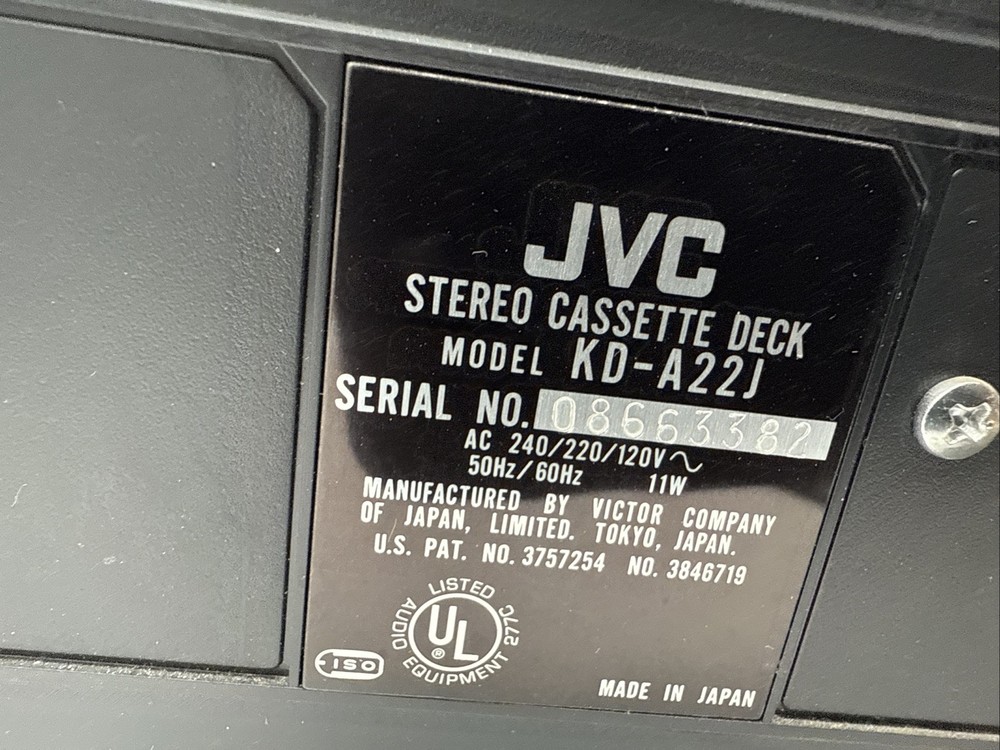 JVC
STEREO CASSETTE DECK
MODEL KD-A22J
SERIAL NO. 08663382
AC 240/220/120V~
50Hz/60Hz 11W
MANUFACTURED BY VICTOR COMPANY
OF JAPAN, LIMITED. TOKYO, JAPAN.
U.S. PAT. NO. 3757254 NO. 3846719
LISTED
AUDIO UL® 277C
EQUIPMENT
ISO
MADE IN JAPAN